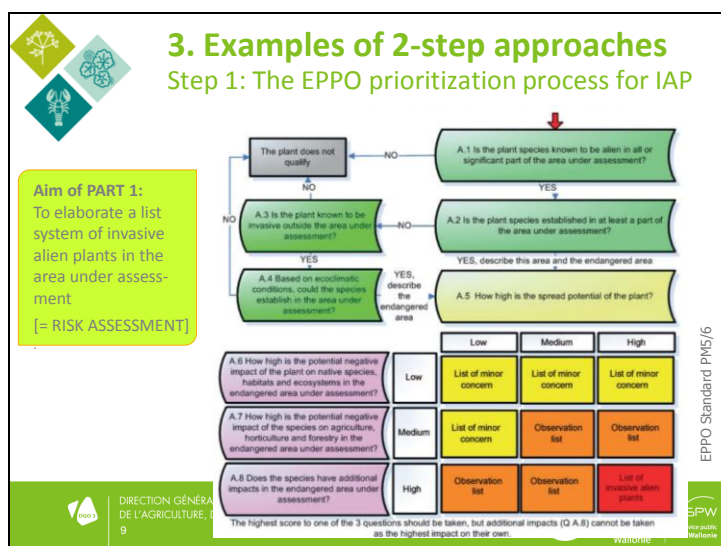 3. Examples of 2-step approaches
Step 1: The EPPO prioritization process for IAP
Aim of PART 1:
To elaborate a list
system of invasive
alien plants in the
area under assess-
ment
[= RISK ASSESSMENT]
.
The plant does not
qualify
NO
A.1 Is the plant species known to be alien in all or
significant part of the area under assessment?
NO
YES
NO
A.3 Is the plant known to be
invasive outside the area under
assessment?
NO
A.2 Is the plant species established in at least a part of
the area under assessment?
YES
YES, describe this area and the endangered area
A.4 Based on ecoclimatic
conditions, could the species
establish in the area under
assessment?
YES,
describe
the
endangered
area
A.5 How high is the spread potential of the plant?
Low
Medium
High
A.6 How high is the potential negative
impact of the plant on native species,
habitats and ecosystems in the
endangered area under assessment?
Low
List of minor
concern
List of minor
concern
List of minor
concern
A.7 How high is the potential negative
impact of the species on agriculture,
horticulture and forestry in the
endangered area under assessment?
Medium
List of minor
concern
Observation
list
Observation
list
A.8 Does the species have additional
impacts in the endangered area under
assessment?
High
Observation
list
Observation
list
List of
invasive alien
plants
The highest score to one of the 3 questions should be taken, but additional impacts (Q A.8) cannot be taken
as the highest impact on their own.
EPPO Standard PM5/6
DGO 3
DIRECTION GÉNÉRA
DE L'AGRICULTURE, D
9
Wallonie
SPW
vice public
Wallonie